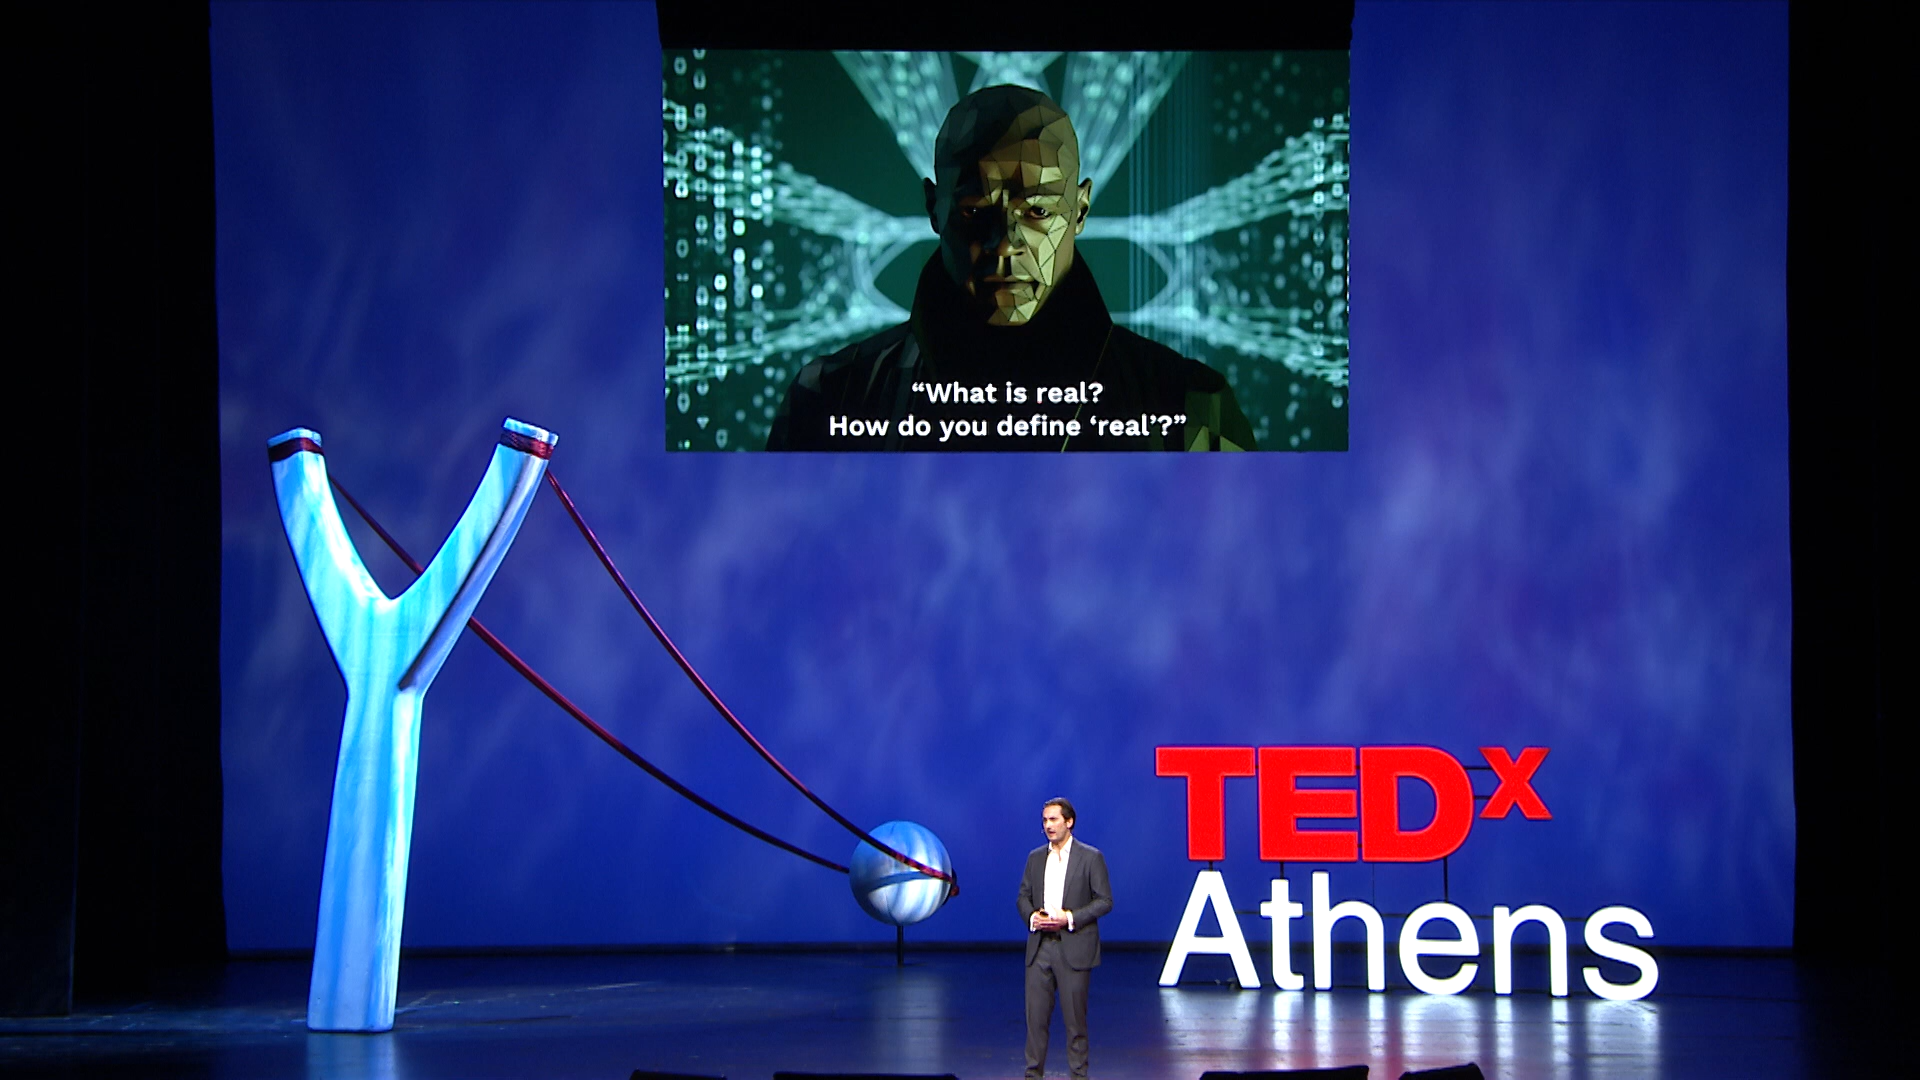 “What is real?
How do you define ‘real’?”
TEDx
Athens